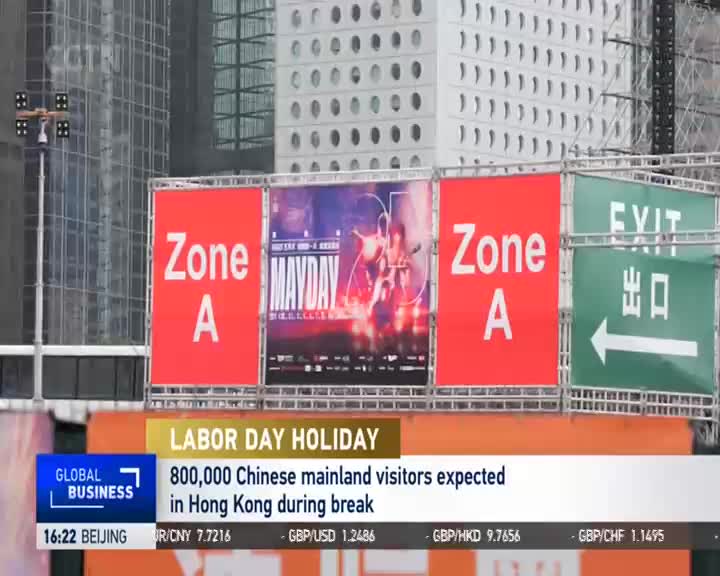 CGTN
Zone
A
MAYDAY
25
Zone
A
EXIT
出口
LABOR DAY HOLIDAY
GLOBAL
BUSINESS
800,000 Chinese mainland visitors expected
in Hong Kong during break
16:22 BEIJING
UR/CNY 7.7216 - GBP/USD 1.2486 - GBP/HKD 9.7656 - GBP/CHF 1.1495